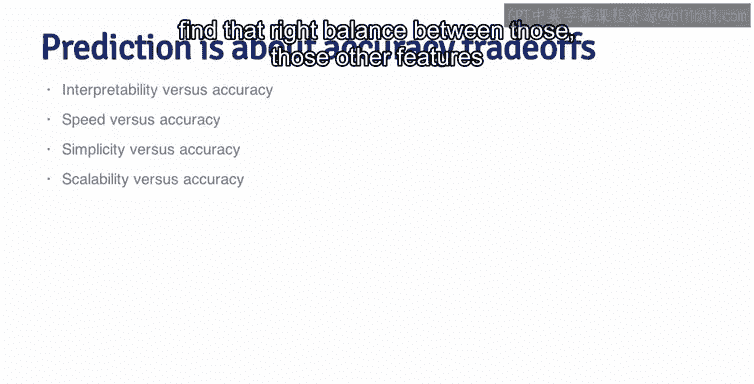 find that right balance between those,
Prediction is about accuracy tradeoffs
those other features
· Interpretability versus accuracy
· Speed versus accuracy
· Simplicity versus accuracy
· Scalability versus accuracy